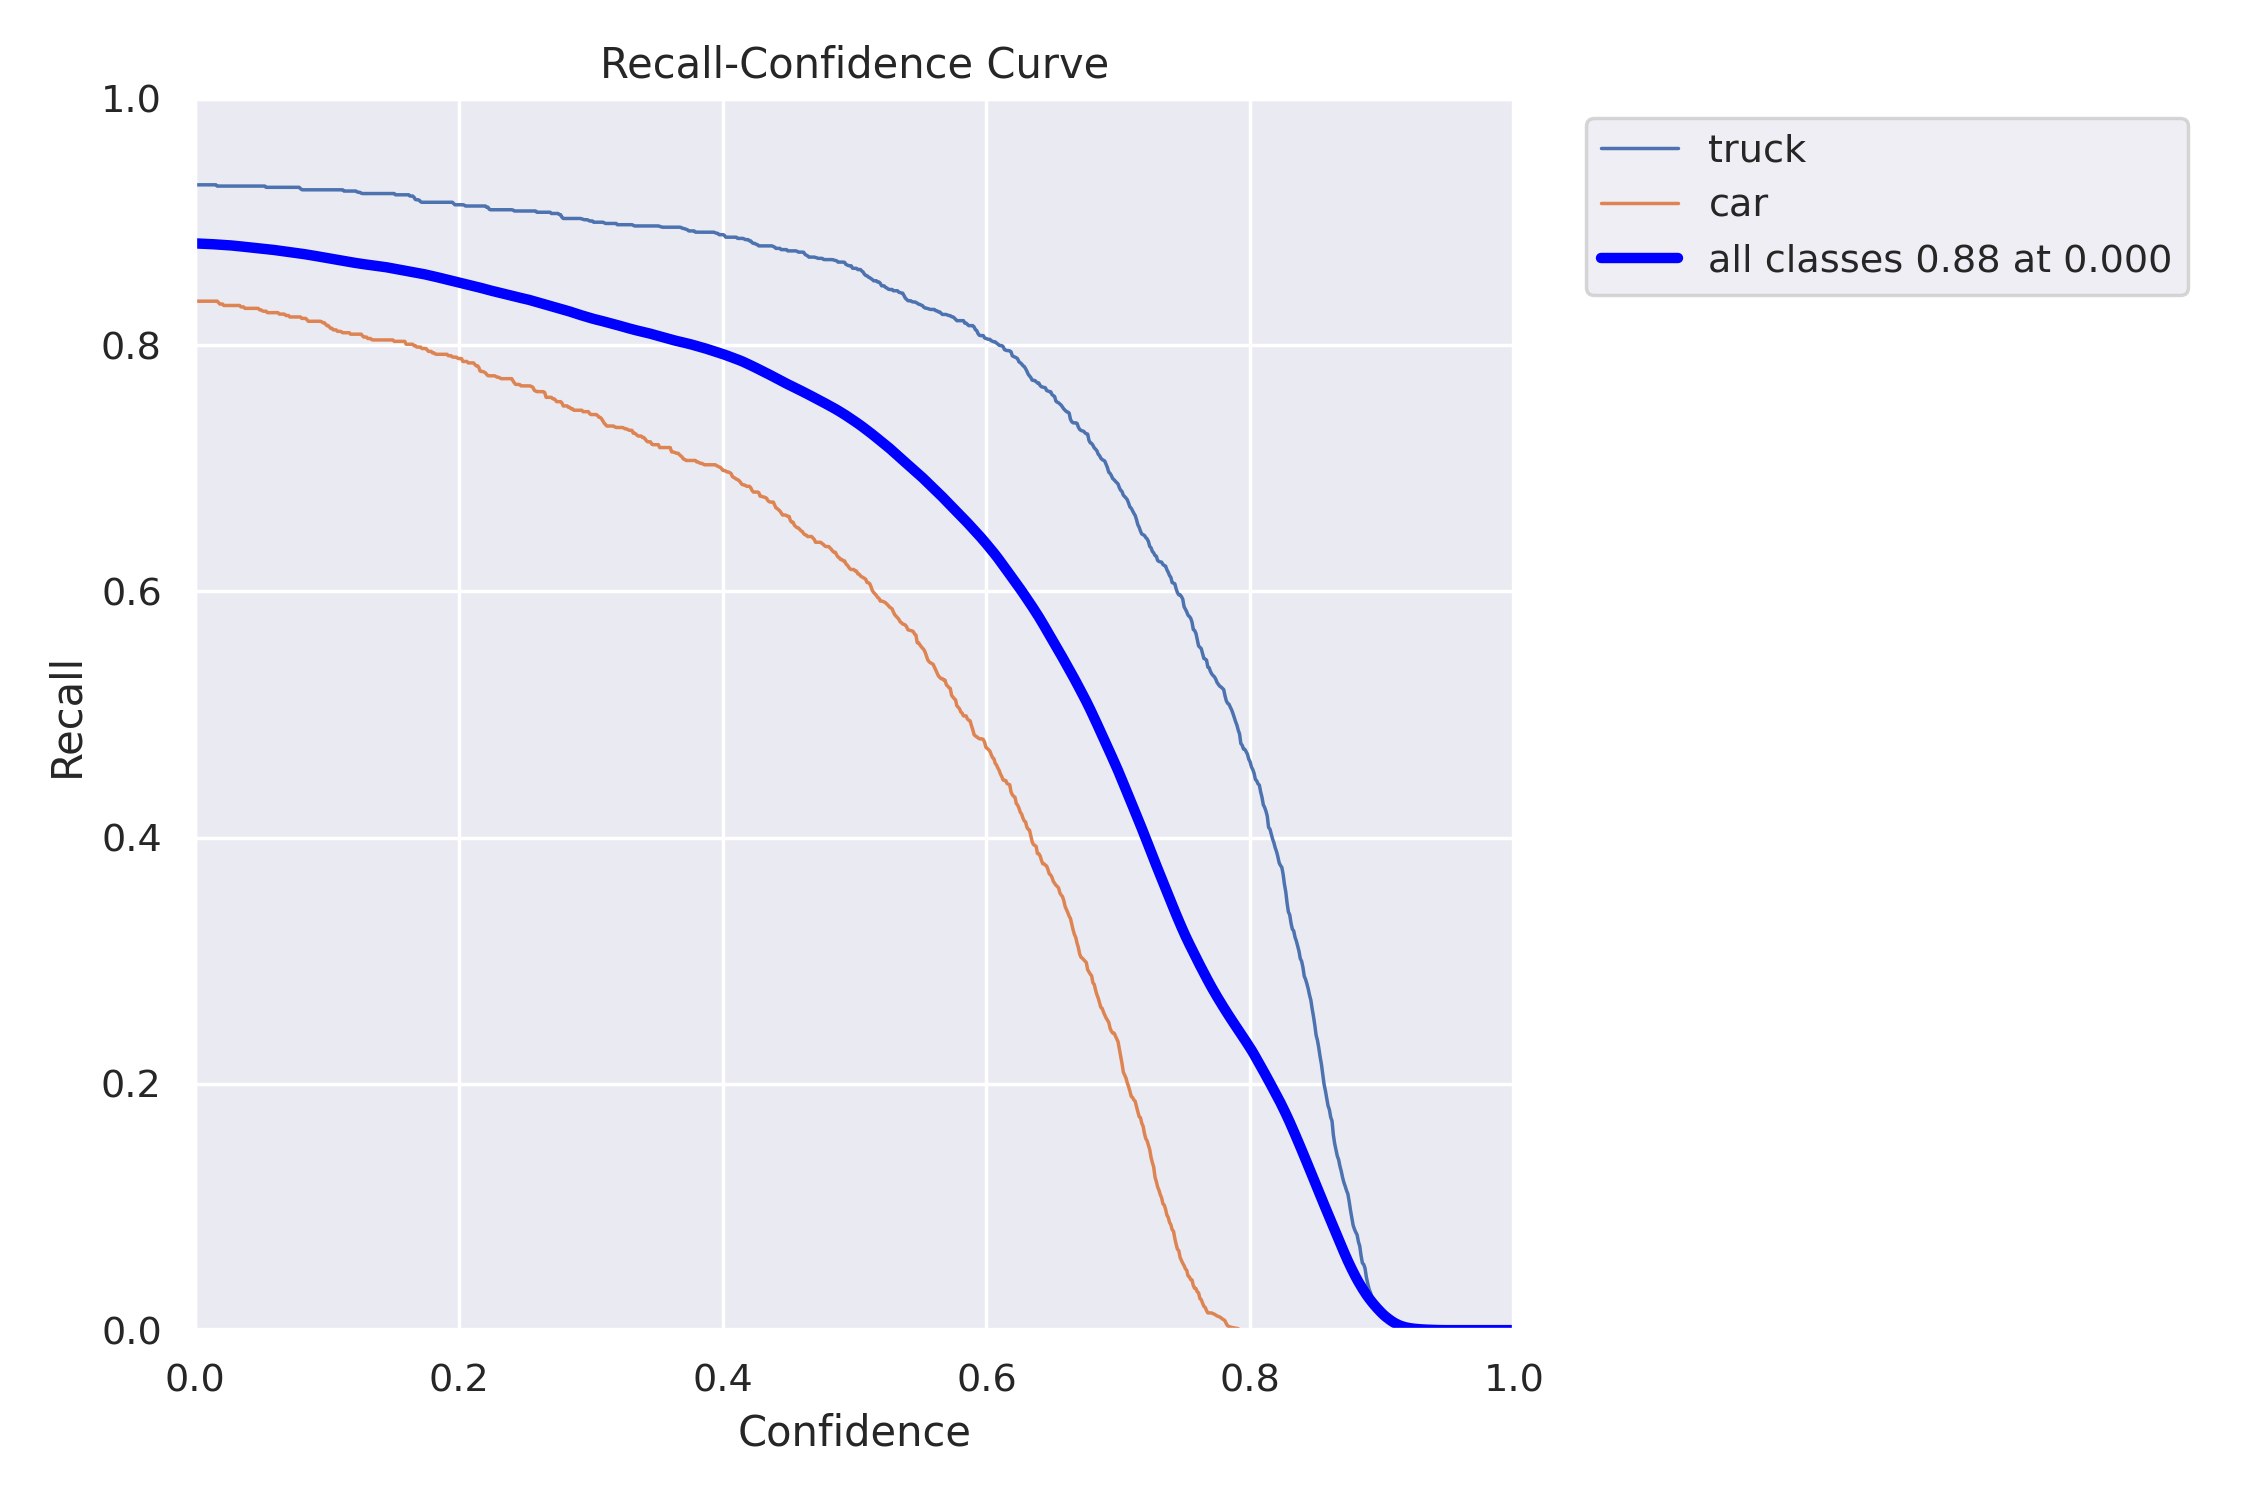 Recall-Confidence Curve
1.0
0.8
0.6
0.4
0.2
0.0
Recall
0.0 0.2 0.4 0.6 0.8 1.0
Confidence
truck
car
all classes 0.88 at 0.000